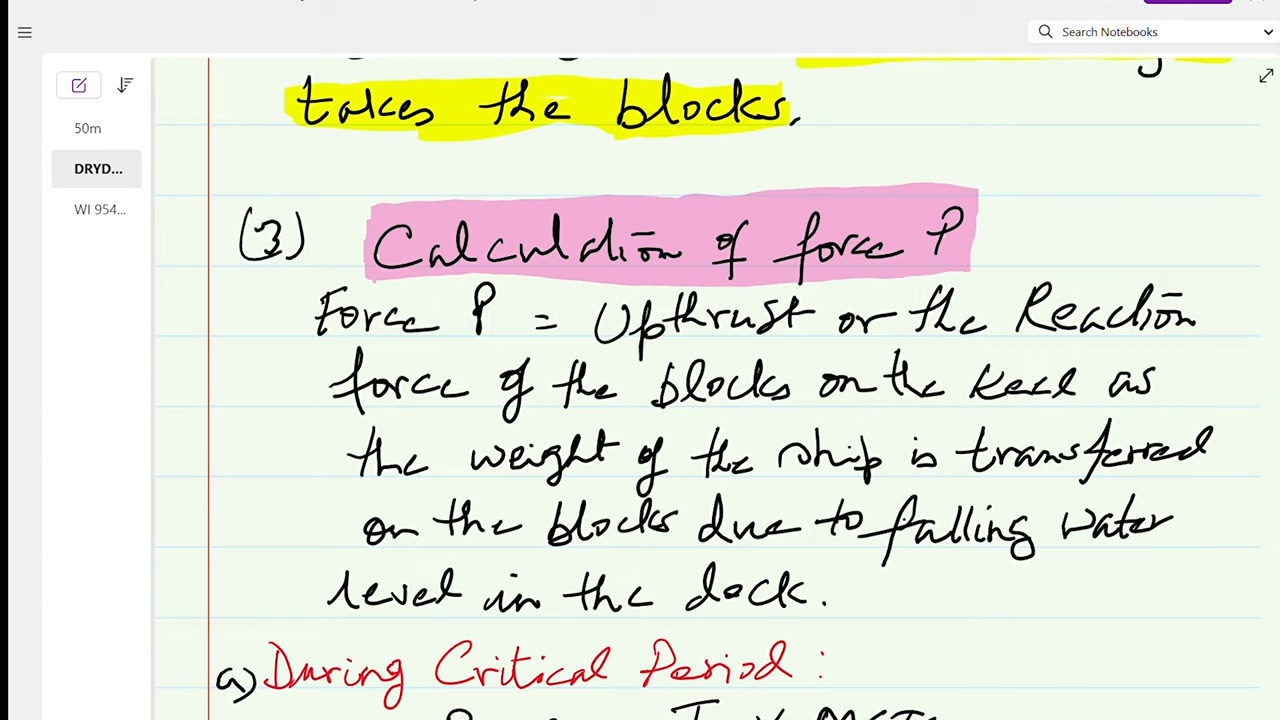 Search Notebooks
takes the blocks.
50m
DRYD...
WI 954...
(3) Calculation of force P
Force P = Upthrust or the Reaction
force of the blocks on the keel as
the weight of the ship is transferred
on the blocks due to falling water
level in the dock.
a) During Critical Period :